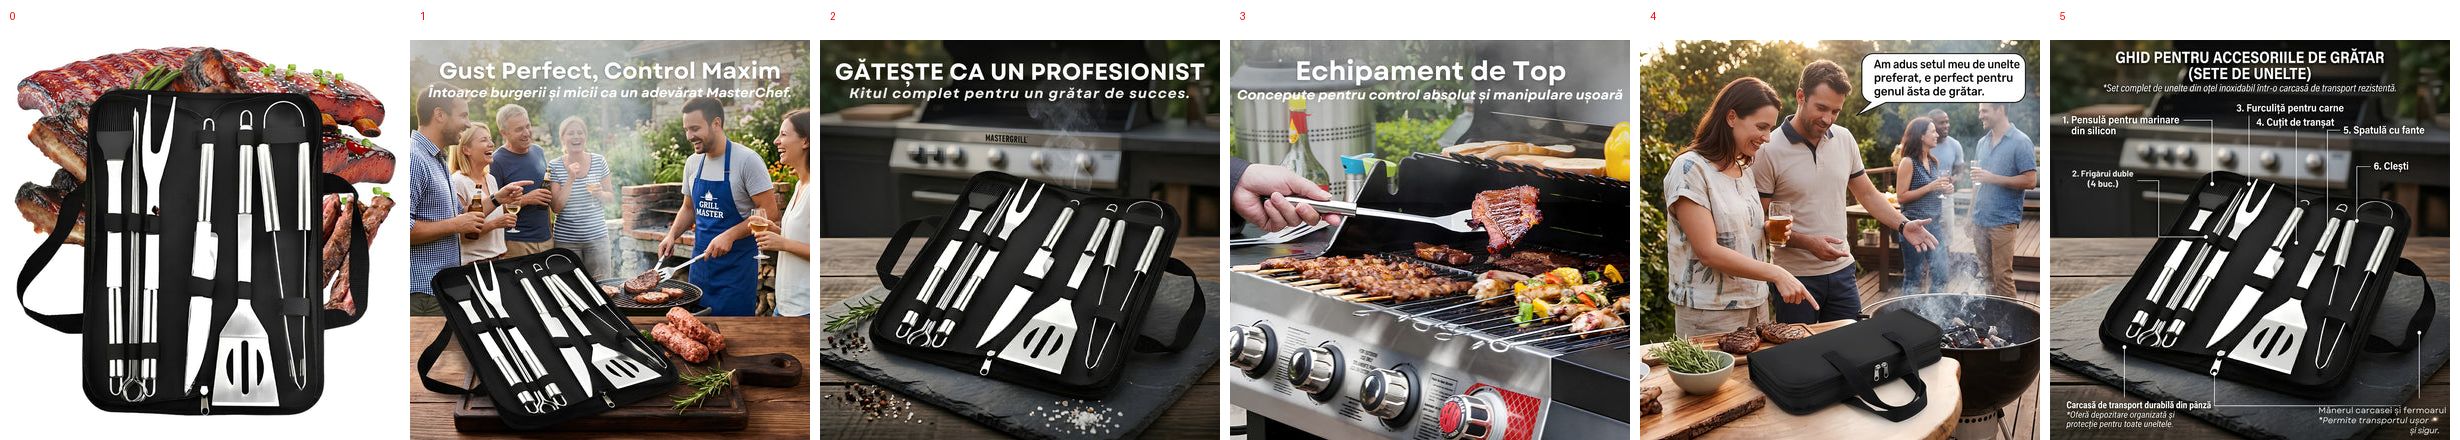 0
1
2
3
4
5
Gust Perfect, Control Maxim
Întoarce burgerii și micii ca un adevărat MasterChef.
GRILL
MASTER
GĂTEȘTE CA UN PROFESIONIST
Kitul complet pentru un grătar de succes.
MASTERGRILL
Echipament de Top
Concepute pentru control absolut și manipulare ușoară
Am adus setul meu de unelte
preferat, e perfect pentru
genul ăsta de grătar.
GHID PENTRU ACCESORIILE DE GRĂTAR
(SETE DE UNELTE)
*Set complet de unelte din oțel inoxidabil într-o carcasă de transport rezistentă.
1. Pensulă pentru marinare
din silicon
2. Frigărui duble
(4 buc.)
3. Furculiță pentru carne
4. Cuțit de tranșat
5. Spatulă cu fante
6. Clești
Carcasă de transport durabilă din pânză
*Oferă depozitare organizată și
protecție pentru toate uneltele.
Mânerul carcasei și fermoarul
*Permite transportul ușor
și sigur.